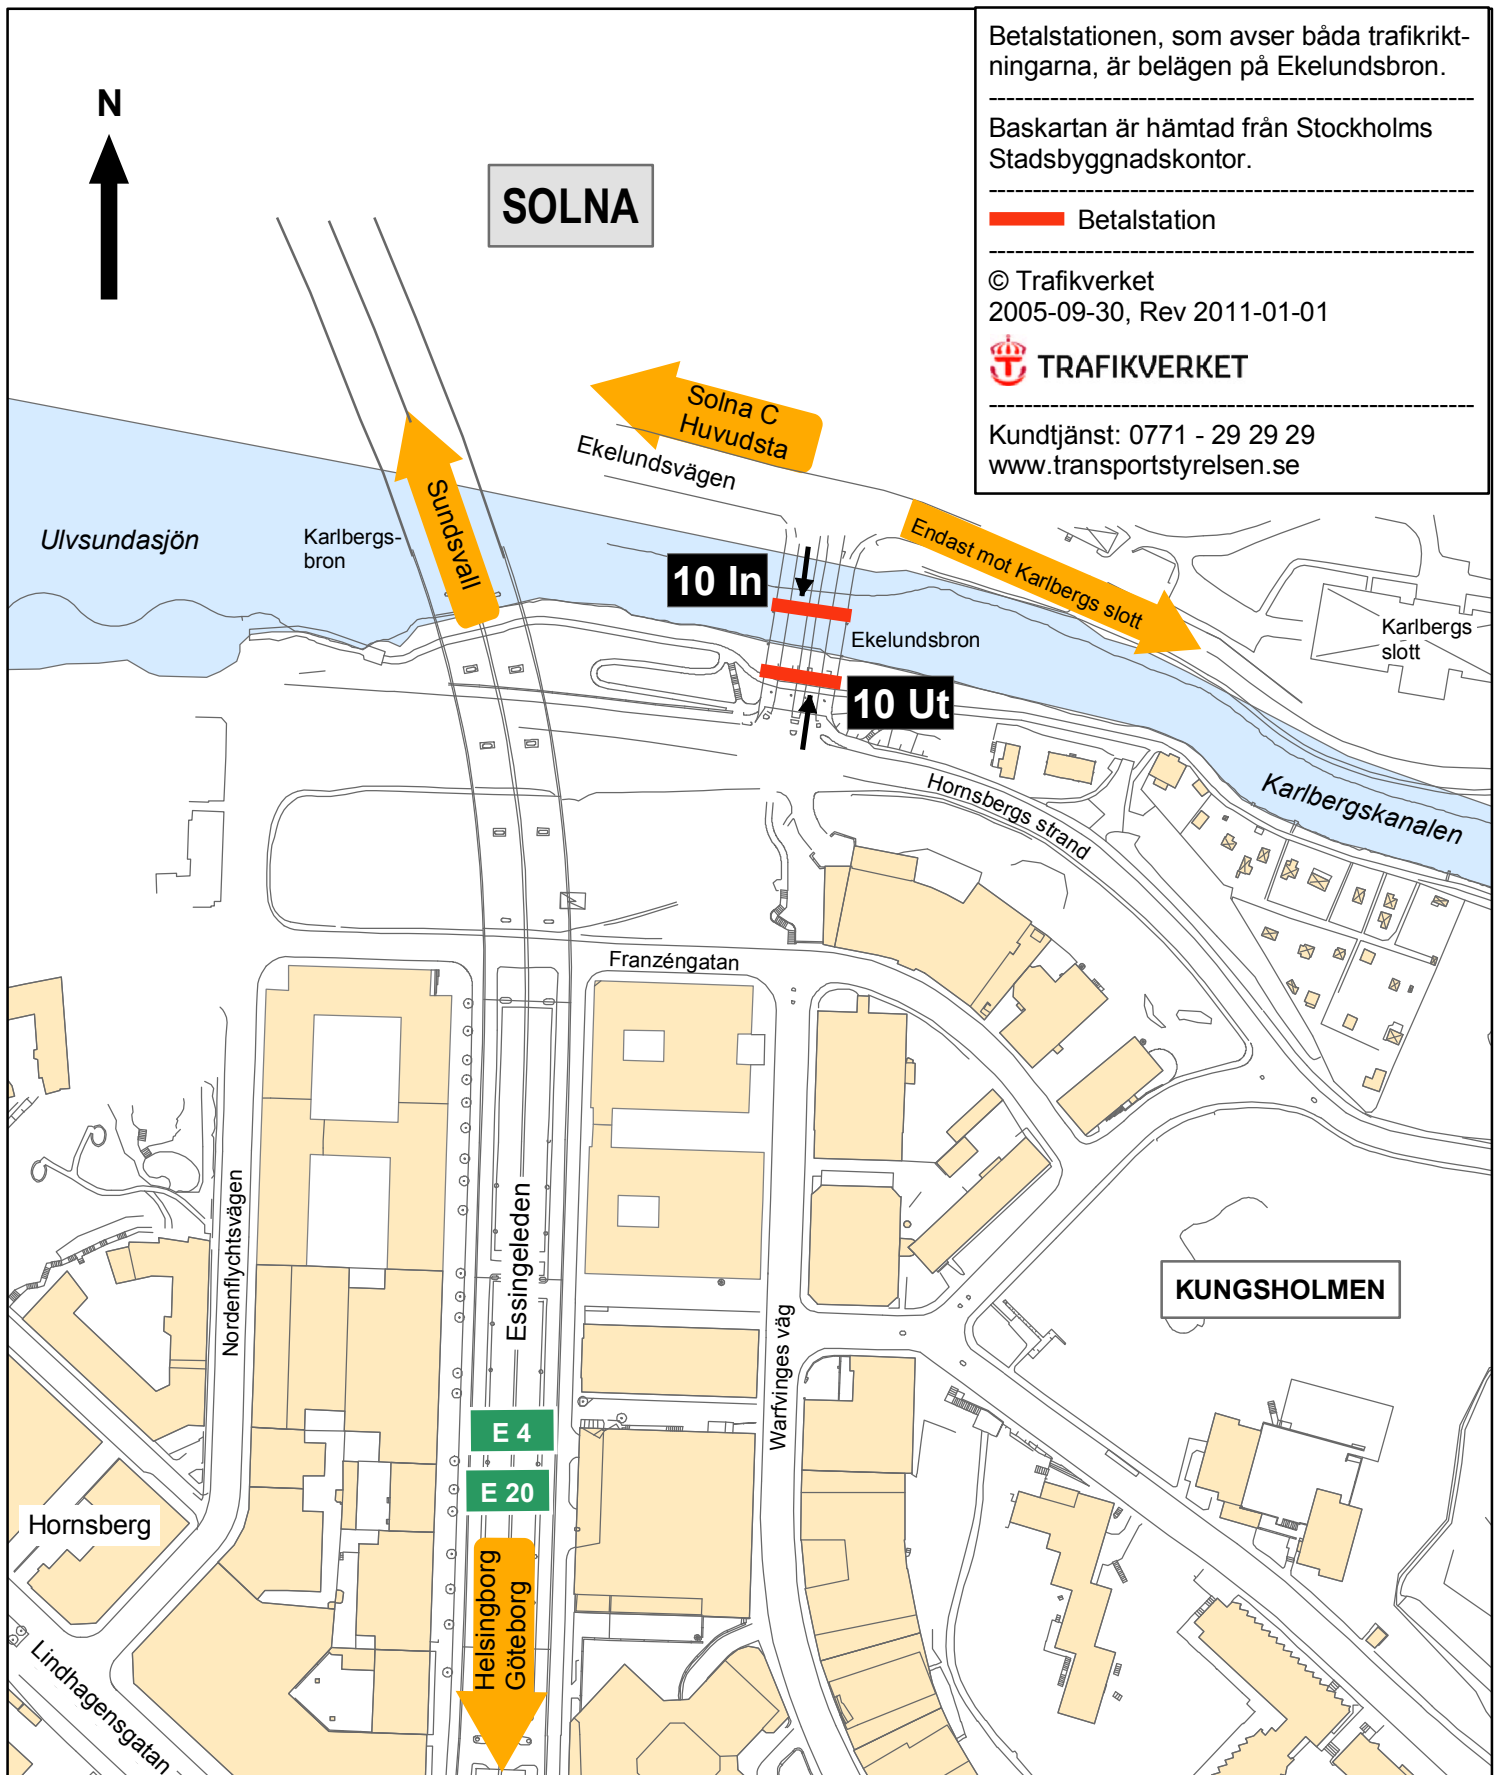 Betalstationen, som avser båda trafikrikt-
ningarna, är belägen på Ekelundsbron.
Baskartan är hämtad från Stockholms
Stadsbyggnadskontor.
Betalstation
© Trafikverket
2005-09-30, Rev 2011-01-01
TRAFIKVERKET
Kundtjänst: 0771 - 29 29 29
www.transportstyrelsen.se
N
SOLNA
Solna C
Huvudsta
Ekelundsvägen
Sundsvall
Ulvsundasjön
Karlbergs-
bron
10 In
Endast mot Karlbergs slott
Ekelundsbron
Karlbergs
slott
10 Ut
Hornsbergs strand
Karlbergskanalen
Franzéngatan
Nordenflychtsvägen
Essingeleden
Warfvinges väg
KUNGSHOLMEN
E 4
E 20
Hornsberg
Helsingborg
Göteborg
Lindhagensgatan